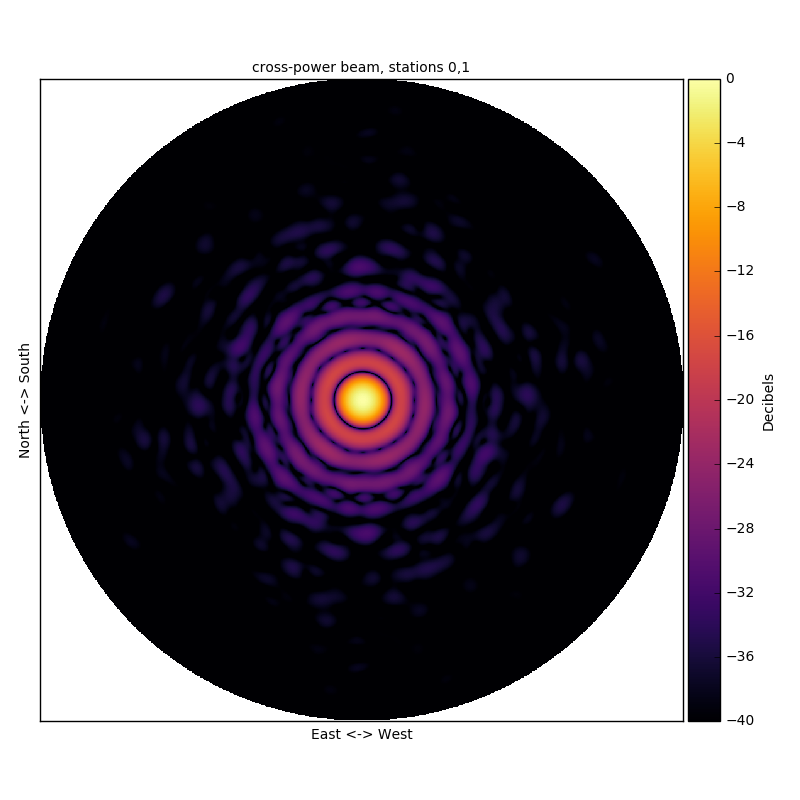 cross-power beam, stations 0,1
North <-> South
East <-> West
0
−4
−8
−12
−16
−20
−24
−28
−32
−36
−40
Decibels